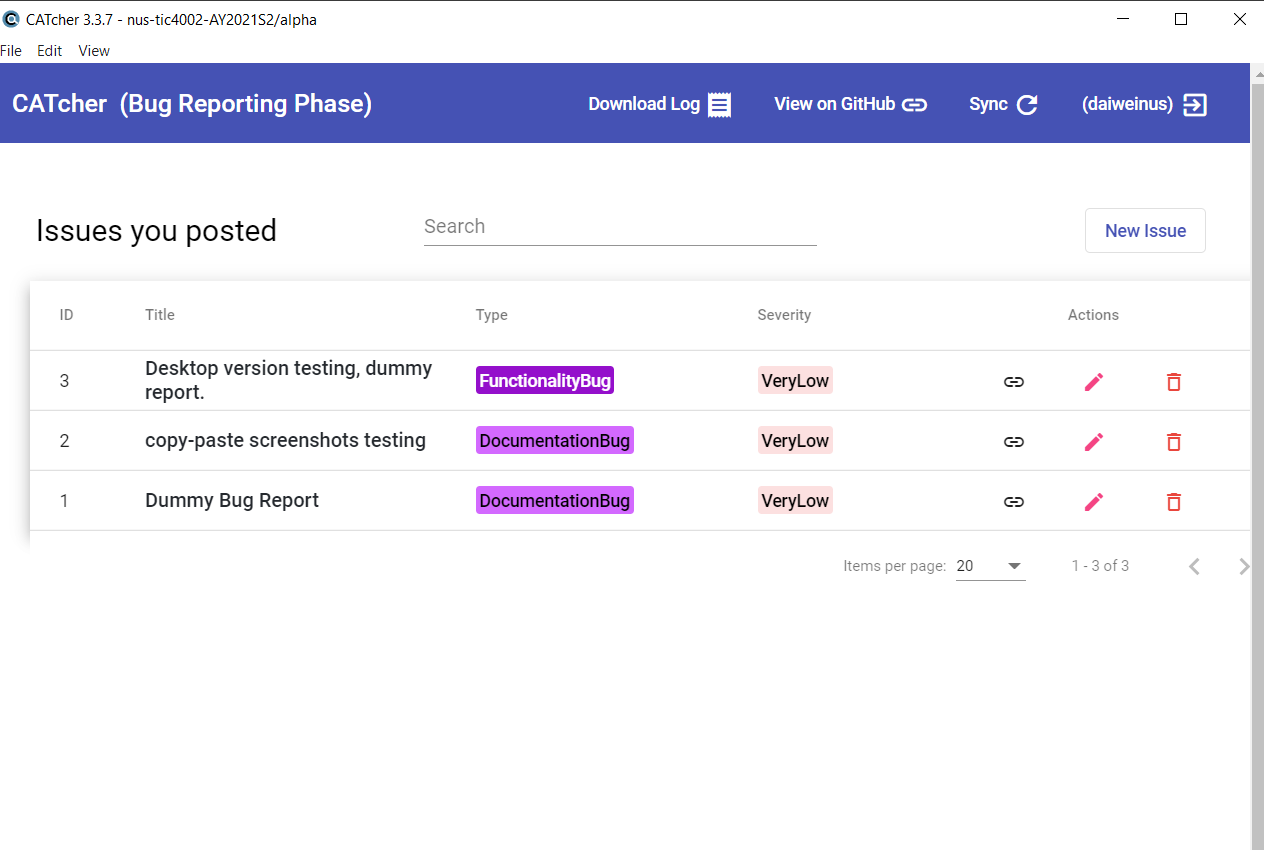 CATcher 3.3.7 - nus-tic4002-AY2021S2/alpha
File Edit View
CATcher (Bug Reporting Phase) Download Log View on GitHub Sync (daiweinus)
Issues you posted Search New Issue
ID Title Type Severity Actions
3 Desktop version testing, dummy report. FunctionalityBug VeryLow
2 copy-paste screenshots testing DocumentationBug VeryLow
1 Dummy Bug Report DocumentationBug VeryLow
Items per page: 20 1 - 3 of 3